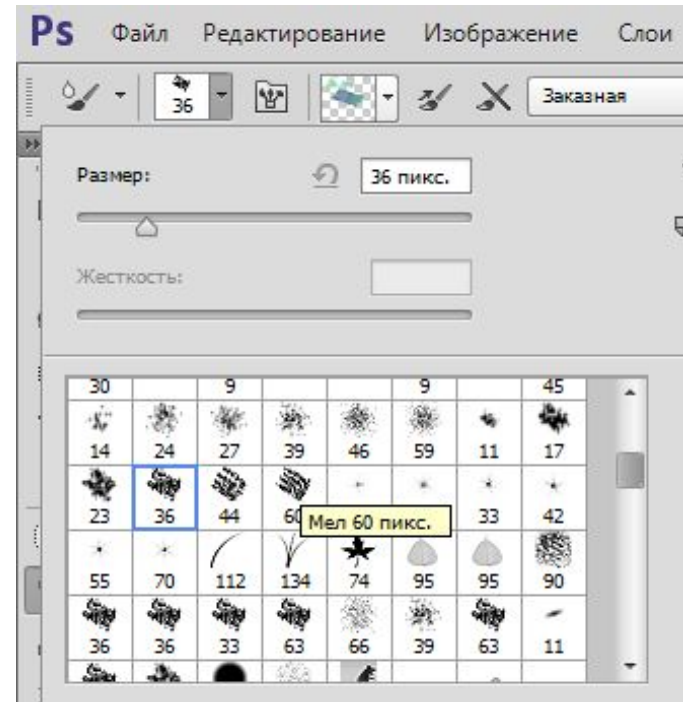 Ps Файл Редактирование Изображение Слои
36 Заказная
Размер: 36 пикс.
Жесткость:
30 9 9 45
14 24 27 39 46 59 11 17
23 36 44 60 33 42
Мел 60 пикс.
55 70 112 134 74 95 95 90
36 36 33 63 66 39 63 11